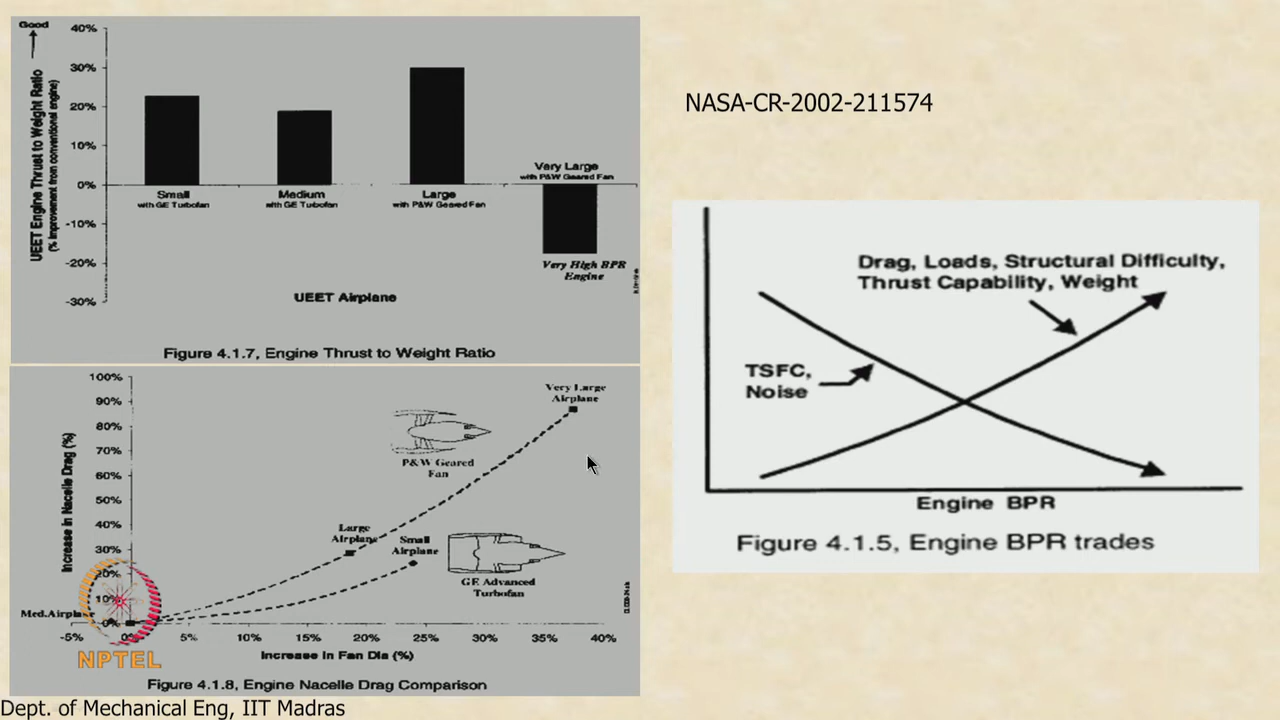 Good
UEET Engine Thrust to Weight Ratio
(% improvement from conventional engine)
40%
30%
20%
10%
0%
-10%
-20%
-30%
Small
with GE Turbofan
Medium
with GE Turbofan
Large
with P&W Geared Fan
Very Large
with P&W Geared Fan
Very High BPR
Engine
UEET Airplane
Figure 4.1.7, Engine Thrust to Weight Ratio
Increase in Nacelle Drag (%)
100%
90%
80%
70%
60%
50%
40%
30%
20%
10%
0%
Very Large
Airplane
P&W Geared
Fan
Large
Airplane
Small
Airplane
GE Advanced
Turbofan
Med. Airplane
-5%
0%
5%
10%
15%
20%
25%
30%
35%
40%
Increase In Fan Dia (%)
Figure 4.1.8, Engine Nacelle Drag Comparison
NPTEL
Dept. of Mechanical Eng, IIT Madras
NASA-CR-2002-211574
Drag, Loads, Structural Difficulty,
Thrust Capability, Weight
TSFC,
Noise
Engine BPR
Figure 4.1.5, Engine BPR trades